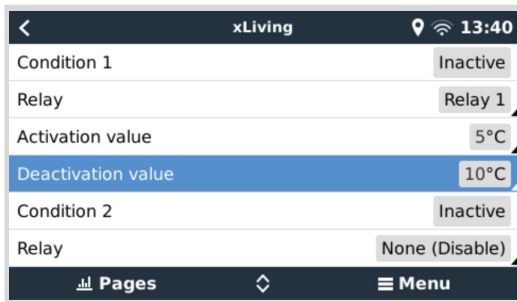 xLiving 13:40
Condition 1 Inactive
Relay Relay 1
Activation value 5°C
Deactivation value 10°C
Condition 2 Inactive
Relay None (Disable)
Pages Menu